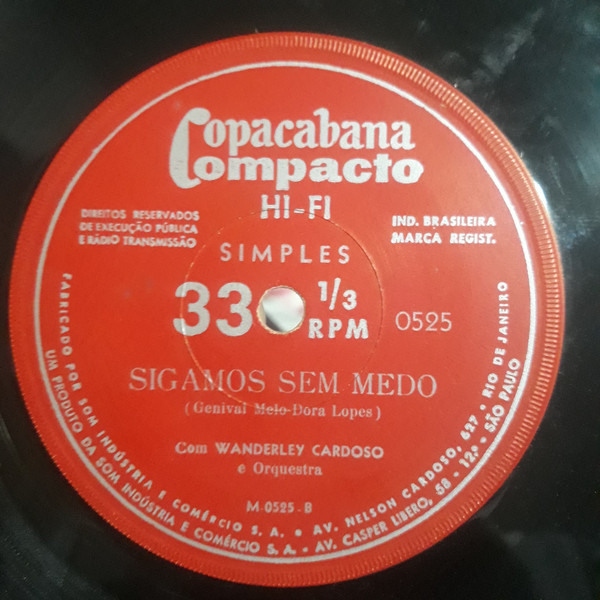 Copacabana
Compacto
HI-FI
DIREITOS RESERVADOS
DE EXECUÇÃO PÚBLICA
E RÁDIO TRANSMISSÃO
IND. BRASILEIRA
MARCA REGIST.
SIMPLES
33 1/3
RPM
0525
SIGAMOS SEM MEDO
(Genival Melo-Dora Lopes)
Com WANDERLEY CARDOSO
e Orquestra
M-0525-B
FABRICADO POR SOM INDÚSTRIA E COMÉRCIO S. A. • AV. NELSON CARDOSO, 627 • RIO DE JANEIRO
UM PRODUTO DA SOM INDÚSTRIA E COMÉRCIO S. A. - AV. CASPER LIBERO, 58 - 12.º - SÃO PAULO